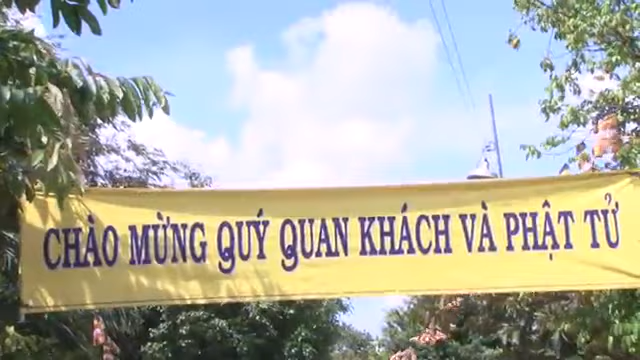 CHÀO MỪNG QUÝ QUAN KHÁCH VÀ PHẬT TỬ